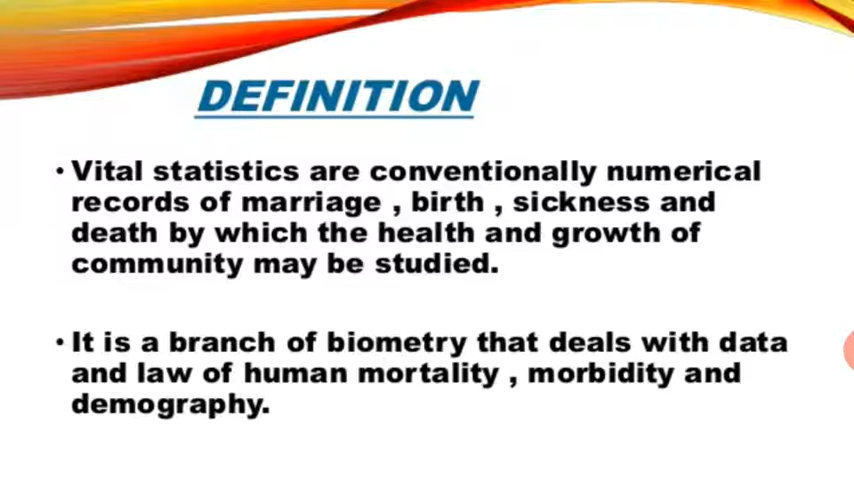 DEFINITION
• Vital statistics are conventionally numerical
records of marriage , birth , sickness and
death by which the health and growth of
community may be studied.
• It is a branch of biometry that deals with data
and law of human mortality , morbidity and
demography.